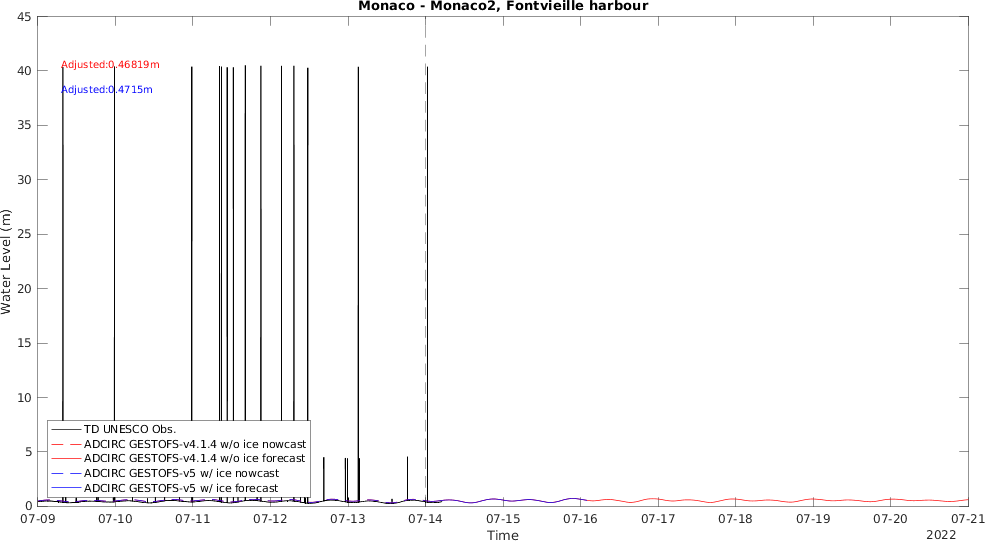 Monaco - Monaco2, Fontvieille harbour
45
40
35
30
25
20
15
10
5
0
Water Level (m)
Adjusted:0.46819m
Adjusted:0.4715m
TD UNESCO Obs.
ADCIRC GESTOFS-v4.1.4 w/o ice nowcast
ADCIRC GESTOFS-v4.1.4 w/o ice forecast
ADCIRC GESTOFS-v5 w/ ice nowcast
ADCIRC GESTOFS-v5 w/ ice forecast
07-09 07-10 07-11 07-12 07-13 07-14 07-15 07-16 07-17 07-18 07-19 07-20 07-21
Time
2022